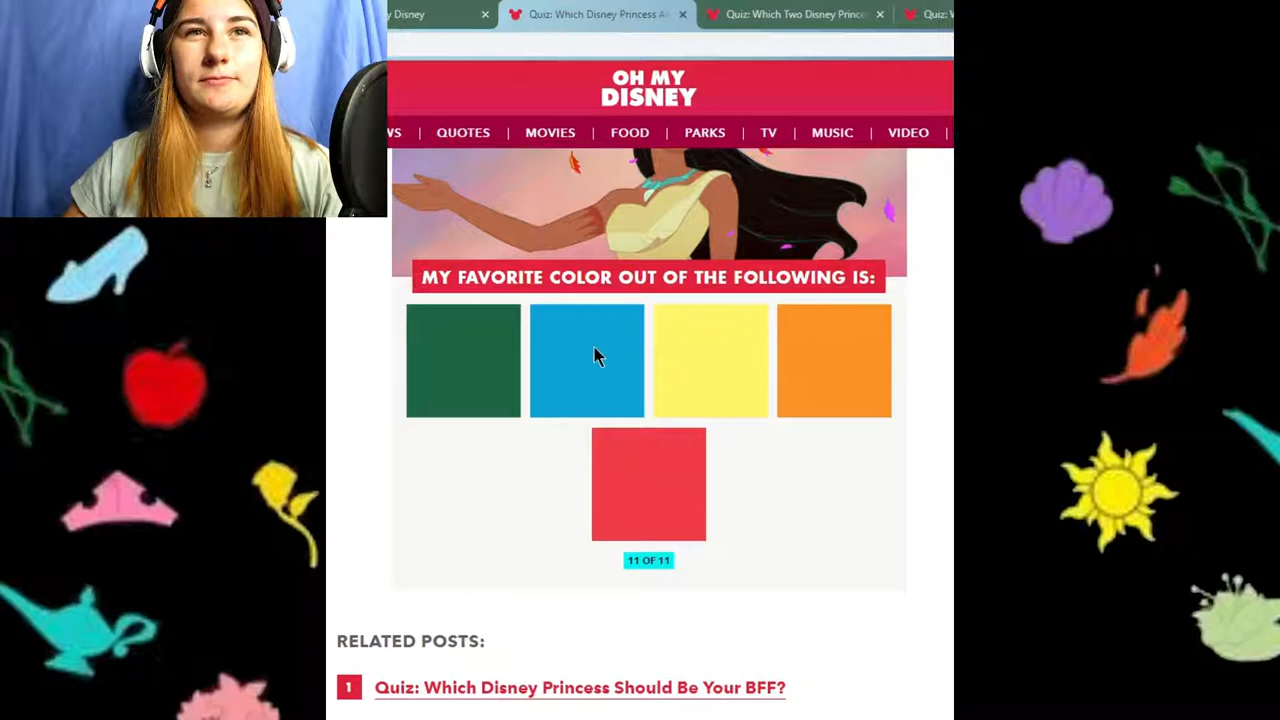 y Disney
Quiz: Which Disney Princess A
Quiz: Which Two Disney Prince
Quiz: W
OH MY
DISNEY
WS | QUOTES | MOVIES | FOOD | PARKS | TV | MUSIC | VIDEO |
MY FAVORITE COLOR OUT OF THE FOLLOWING IS:
11 OF 11
RELATED POSTS:
1 Quiz: Which Disney Princess Should Be Your BFF?